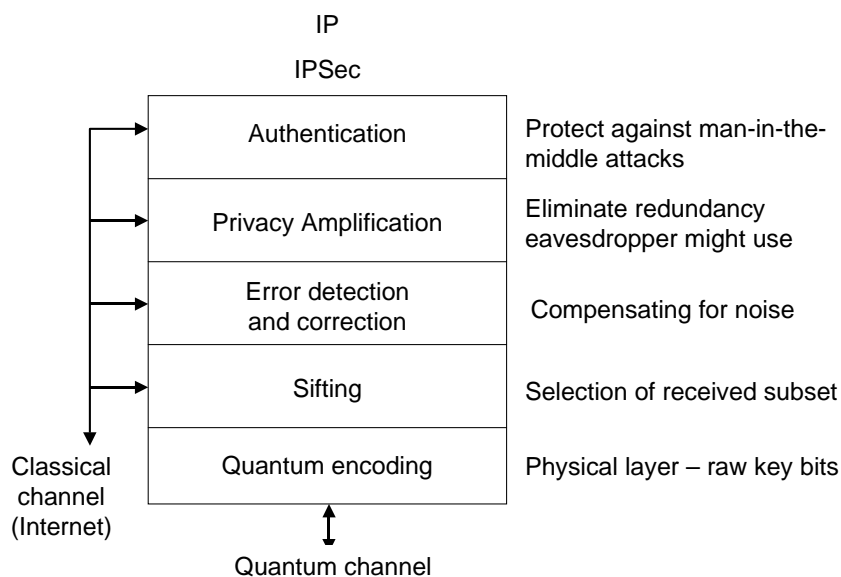 IP
IPSec
Authentication
Protect against man-in-the-
middle attacks
Privacy Amplification
Eliminate redundancy
eavesdropper might use
Error detection
and correction
Compensating for noise
Sifting
Selection of received subset
Classical
channel
(Internet)
Quantum encoding
Physical layer – raw key bits
Quantum channel